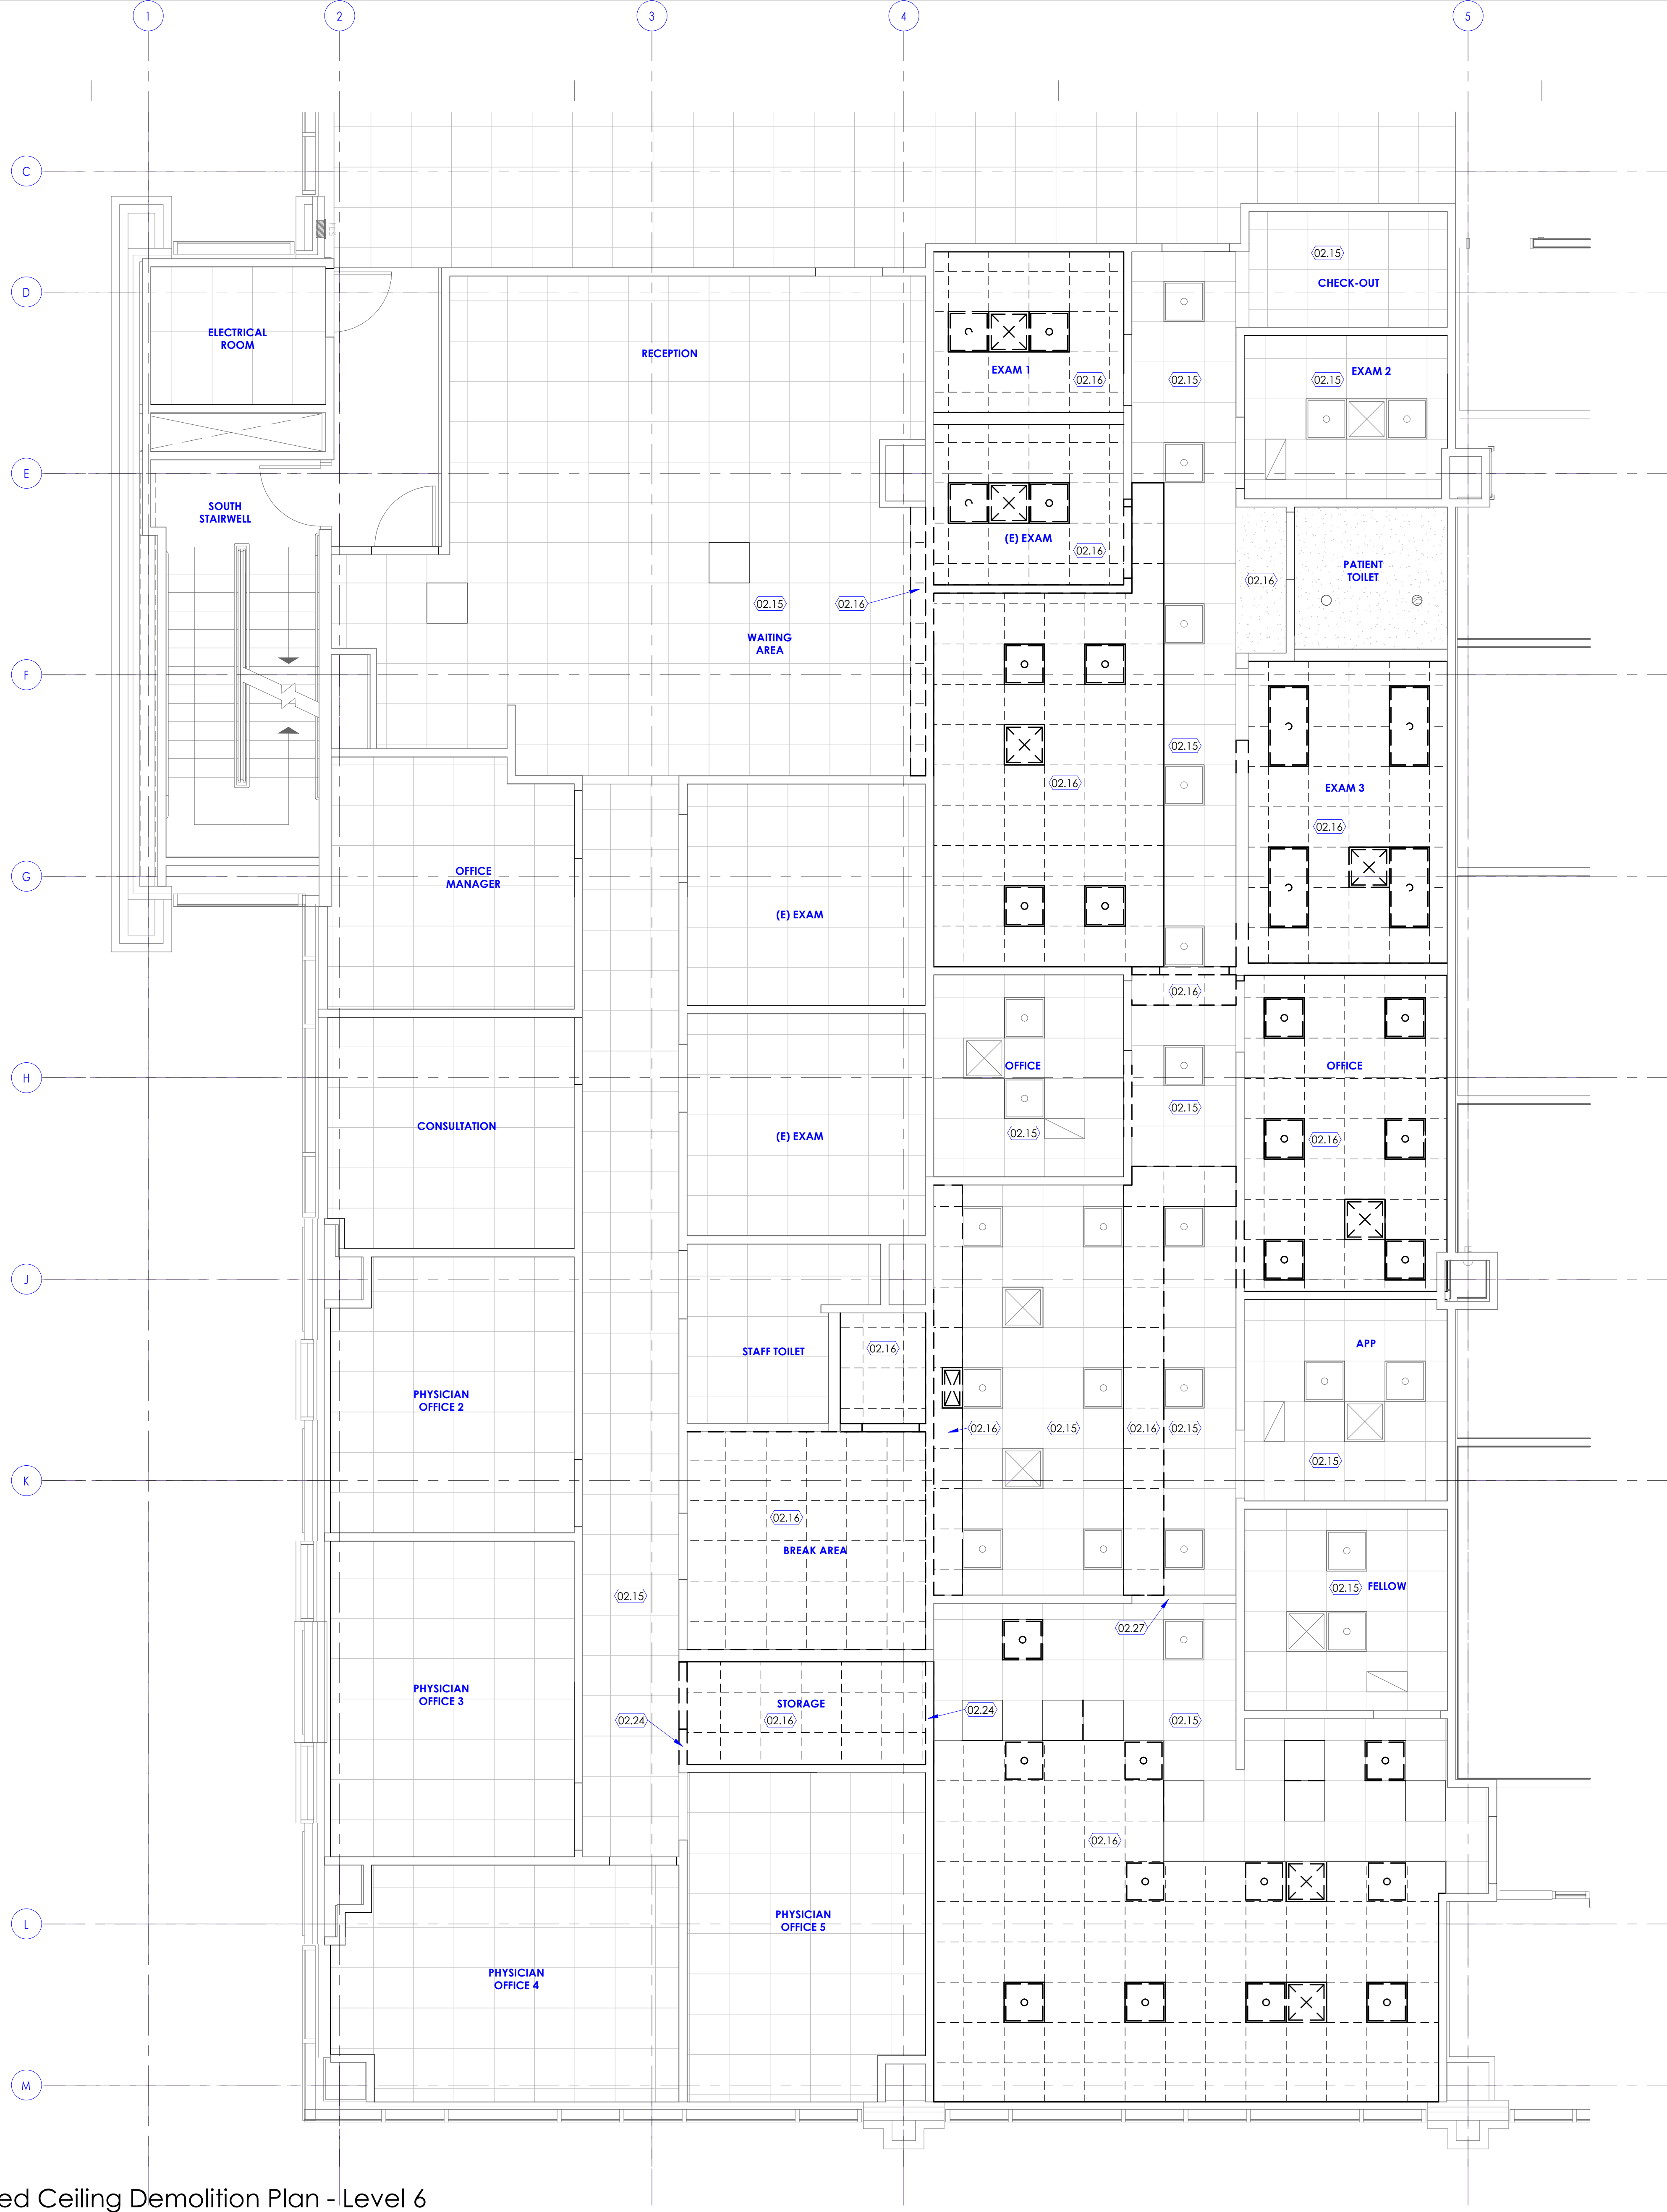 1
2
3
4
5
C
D
E
F
G
H
J
K
L
M
02.15
CHECK-OUT
ELECTRICAL
ROOM
RECEPTION
EXAM 1
02.16
02.15
02.15
EXAM 2
SOUTH
STAIRWELL
(E) EXAM
02.16
02.16
PATIENT
TOILET
02.15
02.16
WAITING
AREA
02.16
02.15
EXAM 3
02.16
OFFICE
MANAGER
(E) EXAM
02.16
OFFICE
OFFICE
02.15
02.15
02.16
CONSULTATION
(E) EXAM
STAFF TOILET
02.16
APP
PHYSICIAN
OFFICE 2
02.16
02.15
02.16
02.15
02.15
02.16
BREAK AREA
02.15
02.15
FELLOW
02.27
PHYSICIAN
OFFICE 3
STORAGE
02.24
02.16
02.24
02.15
02.16
PHYSICIAN
OFFICE 5
PHYSICIAN
OFFICE 4
ed Ceiling Demolition Plan - Level 6